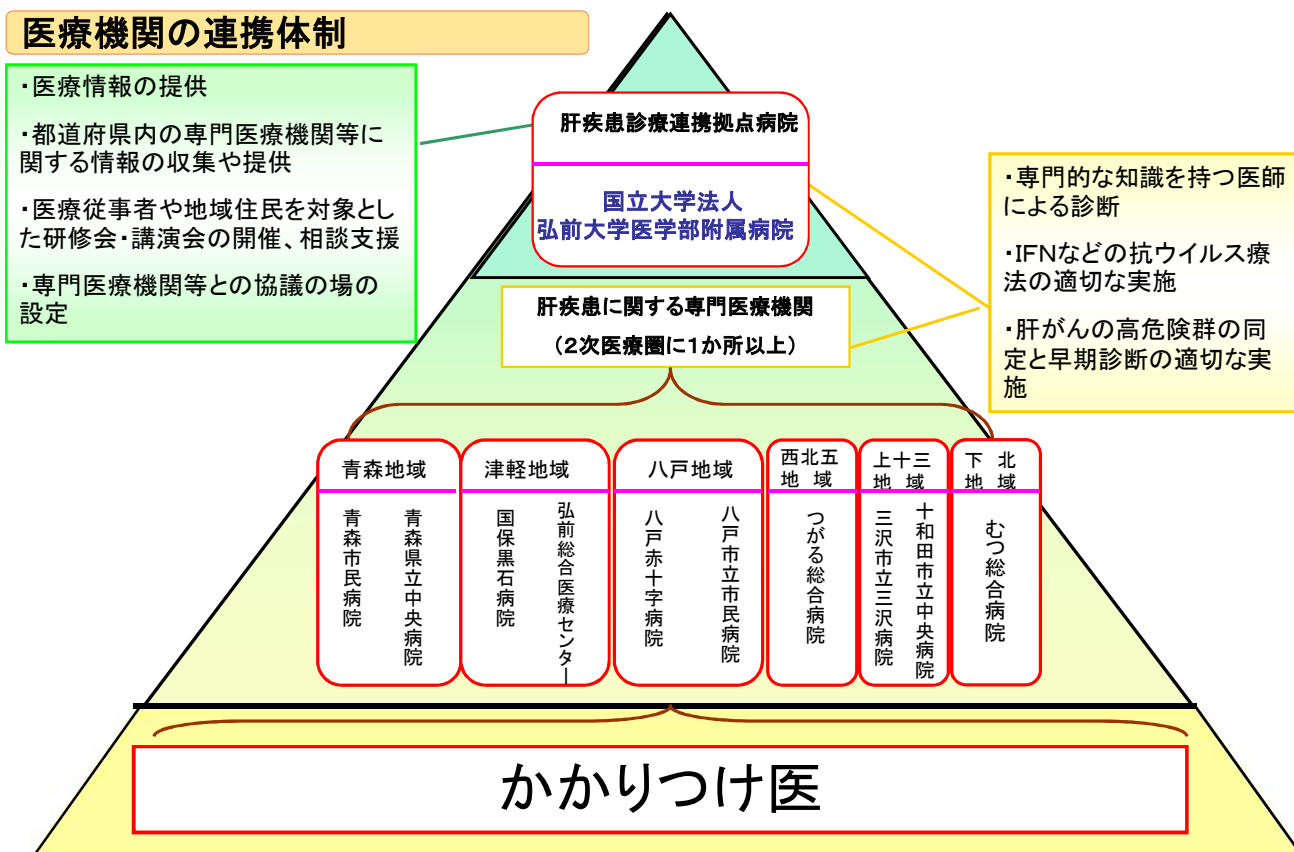 医療機関の連携体制
・医療情報の提供
・都道府県内の専門医療機関等に
関する情報の収集や提供
・医療従事者や地域住民を対象とし
た研修会・講演会の開催、相談支援
・専門医療機関等との協議の場の
設定
肝疾患診療連携拠点病院
国立大学法人
弘前大学医学部附属病院
・専門的な知識を持つ医師
による診断
・IFNなどの抗ウイルス療
法の適切な実施
・肝がんの高危険群の同
定と早期診断の適切な実
施
肝疾患に関する専門医療機関
（2次医療圏に1か所以上）
青森地域
青森市民病院
青森県立中央病院
津軽地域
国保黒石病院
弘前総合医療センター
八戸地域
八戸赤十字病院
八戸市立市民病院
西北五
地 域
つがる総合病院
上十三
地 域
三沢市立三沢病院
十和田市立中央病院
下 北
地 域
むつ総合病院
かかりつけ医